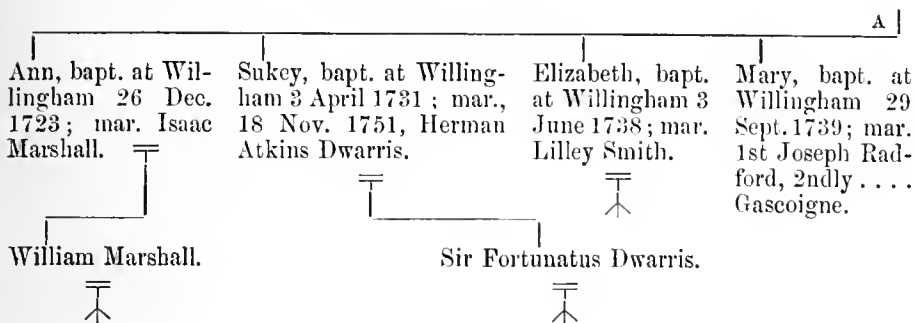 A
Ann, bapt. at Wil-
lingham 26 Dec.
1723; mar. Isaac
Marshall.
Sukey, bapt. at Willing-
ham 3 April 1731; mar.,
18 Nov. 1751, Herman
Atkins Dwarris.
Elizabeth, bapt.
at Willingham 3
June 1738; mar.
Lilley Smith.
Mary, bapt. at
Willingham 29
Sept. 1739; mar.
1st Joseph Rad-
ford, 2ndly . . . .
Gascoigne.
William Marshall.
Sir Fortunatus Dwarris.